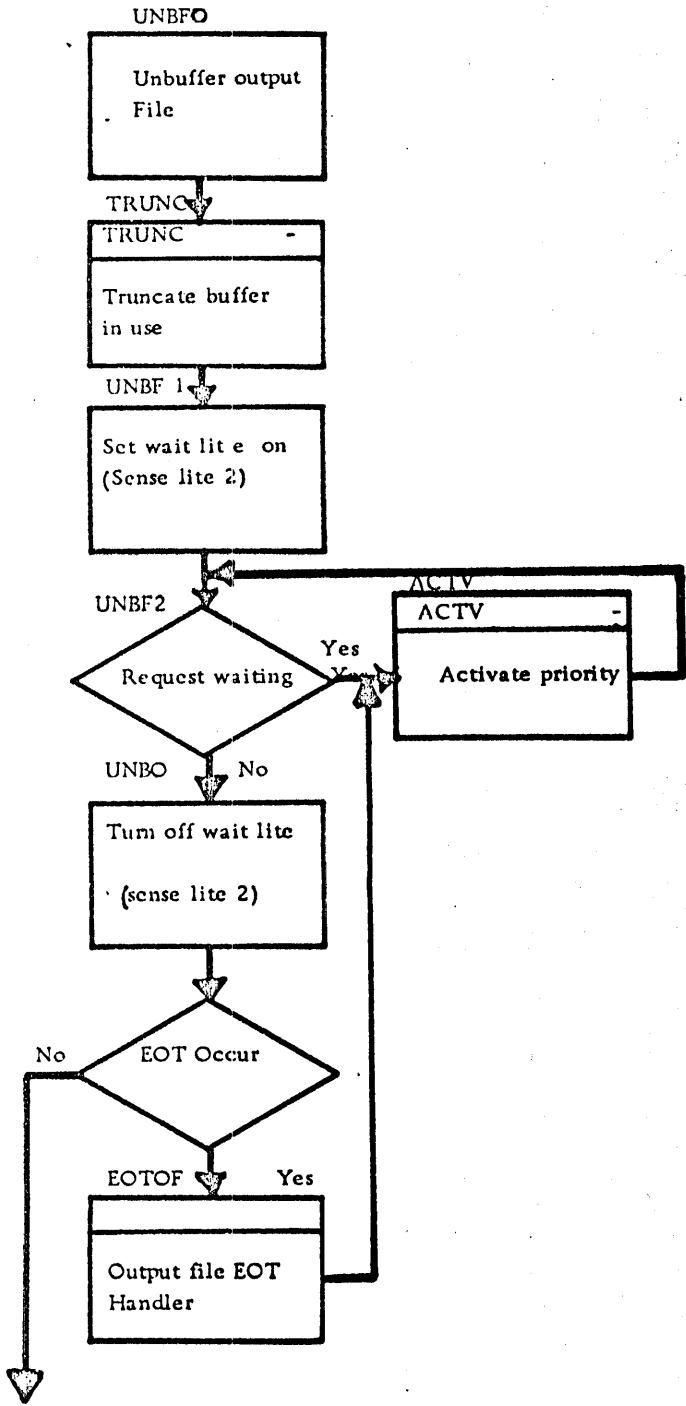 UNBFO
Unbuffer output
File
TRUNC
TRUNC -
Truncate buffer
in use
UNBF 1
Set wait lite on
(Sense lite 2)
UNBF2
Request waiting
Yes
ACTV
ACTV -
Activate priority
UNBO
No
Turn off wait lite
(sense lite 2)
EOT Occur
No
EOTOF
Yes
Output file EOT
Handler